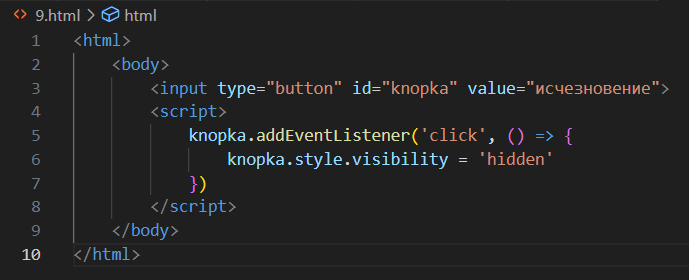 9.html > html
1 <html>
2 <body>
3 <input type="button" id="knopka" value="исчезновение">
4 <script>
5 knopka.addEventListener('click', () => {
6 knopka.style.visibility = 'hidden'
7 })
8 </script>
9 </body>
10 </html>